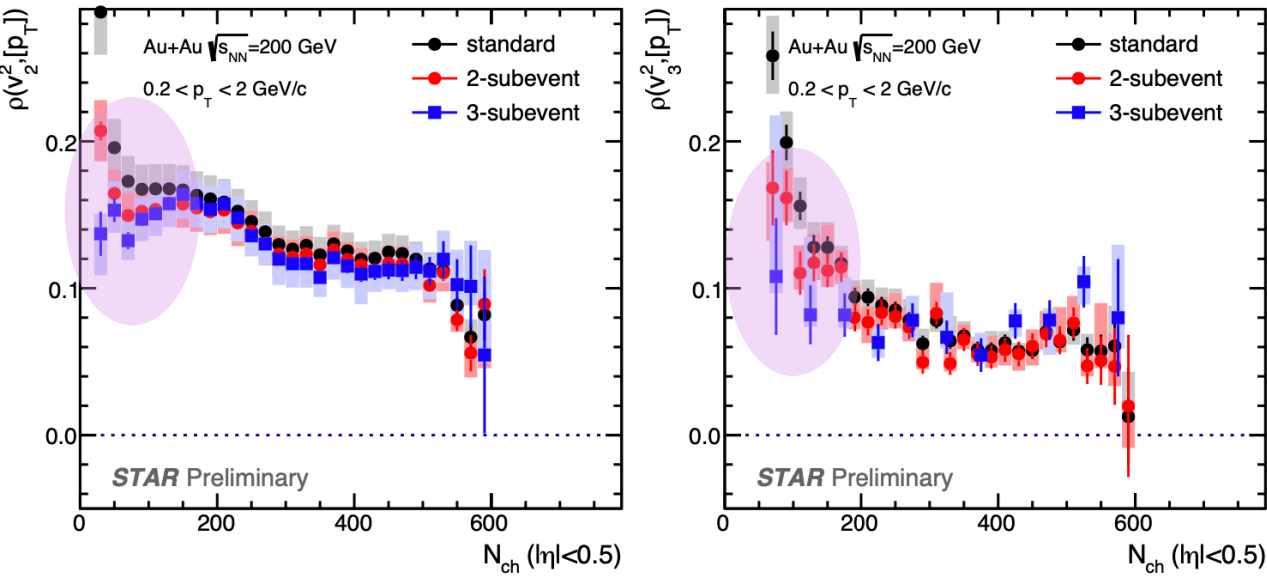 ρ(v₂²,[p_T])
Au+Au √s_NN=200 GeV
0.2 < p_T < 2 GeV/c
standard
2-subevent
3-subevent
0.2
0.1
0.0
STAR Preliminary
0 200 400 600
N_ch (|η|<0.5)
ρ(v₃²,[p_T])
Au+Au √s_NN=200 GeV
0.2 < p_T < 2 GeV/c
standard
2-subevent
3-subevent
0.2
0.1
0.0
STAR Preliminary
0 200 400 600
N_ch (|η|<0.5)